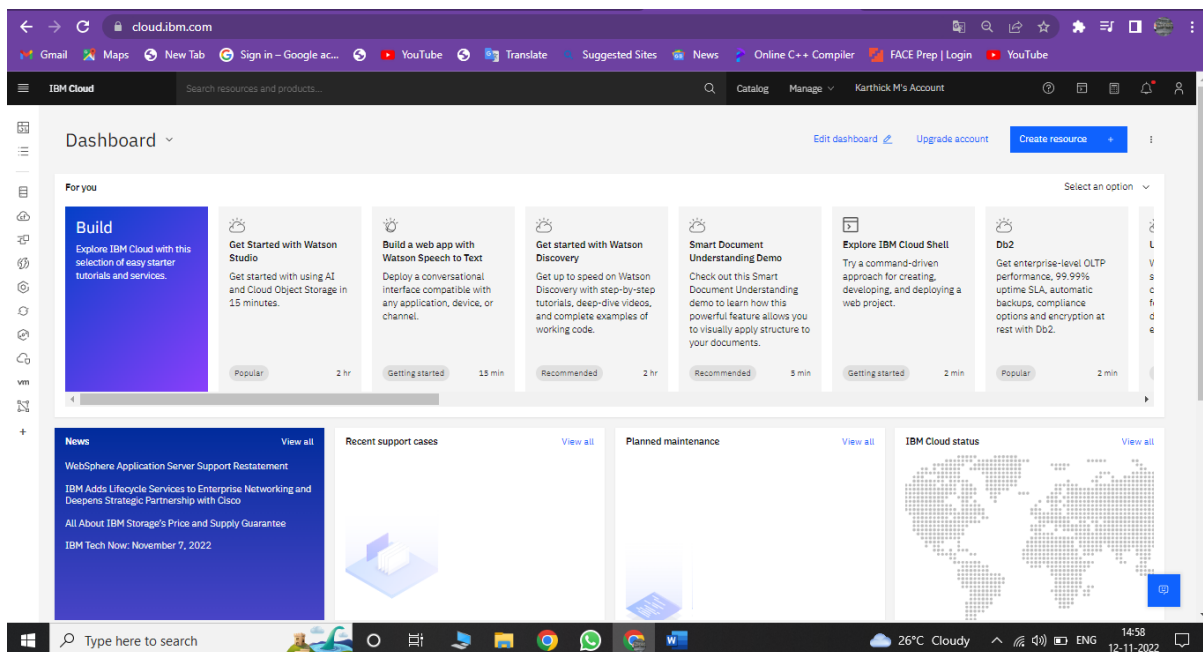 cloud.ibm.com
Gmail Maps New Tab Sign in – Google ac... YouTube Translate Suggested Sites News Online C++ Compiler FACE Prep | Login YouTube
IBM Cloud Search resources and products... Catalog Manage Karthick M's Account
Dashboard Edit dashboard Upgrade account Create resource +
For you Select an option
Build
Explore IBM Cloud with this
selection of easy starter
tutorials and services.
Get Started with Watson
Studio
Get started with using AI
and Cloud Object Storage in
15 minutes.
Popular 2 hr
Build a web app with
Watson Speech to Text
Deploy a conversational
interface compatible with
any application, device, or
channel.
Getting started 15 min
Get started with Watson
Discovery
Get up to speed on Watson
Discovery with step-by-step
tutorials, deep-dive videos,
and complete examples of
working code.
Recommended 2 hr
Smart Document
Understanding Demo
Check out this Smart
Document Understanding
demo to learn how this
powerful feature allows you
to visually apply structure to
your documents.
Recommended 5 min
Explore IBM Cloud Shell
Try a command-driven
approach for creating,
developing, and deploying a
web project.
Getting started 2 min
Db2
Get enterprise-level OLTP
performance, 99.99%
uptime SLA, automatic
backups, compliance
options and encryption at
rest with Db2.
Popular 2 min
vm
News View all
WebSphere Application Server Support Restatement
IBM Adds Lifecycle Services to Enterprise Networking and
Deepens Strategic Partnership with Cisco
All About IBM Storage's Price and Supply Guarantee
IBM Tech Now: November 7, 2022
Recent support cases View all
Planned maintenance View all
IBM Cloud status View all
Type here to search
26°C Cloudy ENG
14:58
12-11-2022